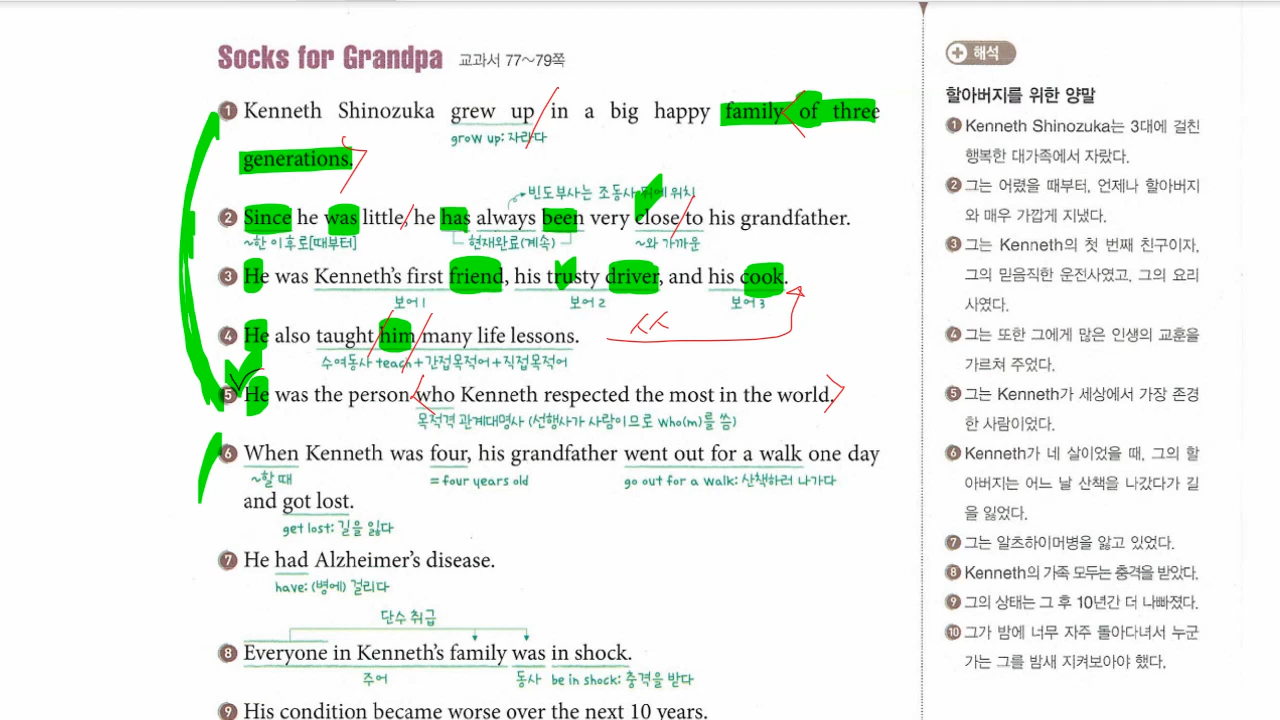 Socks for Grandpa 교과서 77~79쪽
1 Kenneth Shinozuka grew up in a big happy family of three
grow up: 자라다
generations.
빈도부사는 조동사 뒤에 위치
2 Since he was little, he has always been very close to his grandfather.
~한 이후로[때부터] 현재완료(계속) ~와 가까운
3 He was Kenneth's first friend, his trusty driver, and his cook.
보어1 보어2 보어3
4 He also taught him many life lessons.
수여동사 teach+간접목적어+직접목적어
5 He was the person who Kenneth respected the most in the world.
목적격 관계대명사 (선행사가 사람이므로 who(m)를 씀)
6 When Kenneth was four, his grandfather went out for a walk one day
~할 때 = four years old go out for a walk: 산책하러 나가다
and got lost.
get lost: 길을 잃다
7 He had Alzheimer's disease.
have: (병에) 걸리다
단수 취급
8 Everyone in Kenneth's family was in shock.
주어 동사 be in shock: 충격을 받다
9 His condition became worse over the next 10 years.
해석
할아버지를 위한 양말
1 Kenneth Shinozuka는 3대에 걸친
행복한 대가족에서 자랐다.
2 그는 어렸을 때부터, 언제나 할아버지
와 매우 가깝게 지냈다.
3 그는 Kenneth의 첫 번째 친구이자,
그의 믿음직한 운전사였고, 그의 요리
사였다.
4 그는 또한 그에게 많은 인생의 교훈을
가르쳐 주었다.
5 그는 Kenneth가 세상에서 가장 존경
한 사람이었다.
6 Kenneth가 네 살이었을 때, 그의 할
아버지는 어느 날 산책을 나갔다가 길
을 잃었다.
7 그는 알츠하이머병을 앓고 있었다.
8 Kenneth의 가족 모두는 충격을 받았다.
9 그의 상태는 그 후 10년간 더 나빠졌다.
10 그가 밤에 너무 자주 돌아다녀서 누군
가는 그를 밤새 지켜보아야 했다.